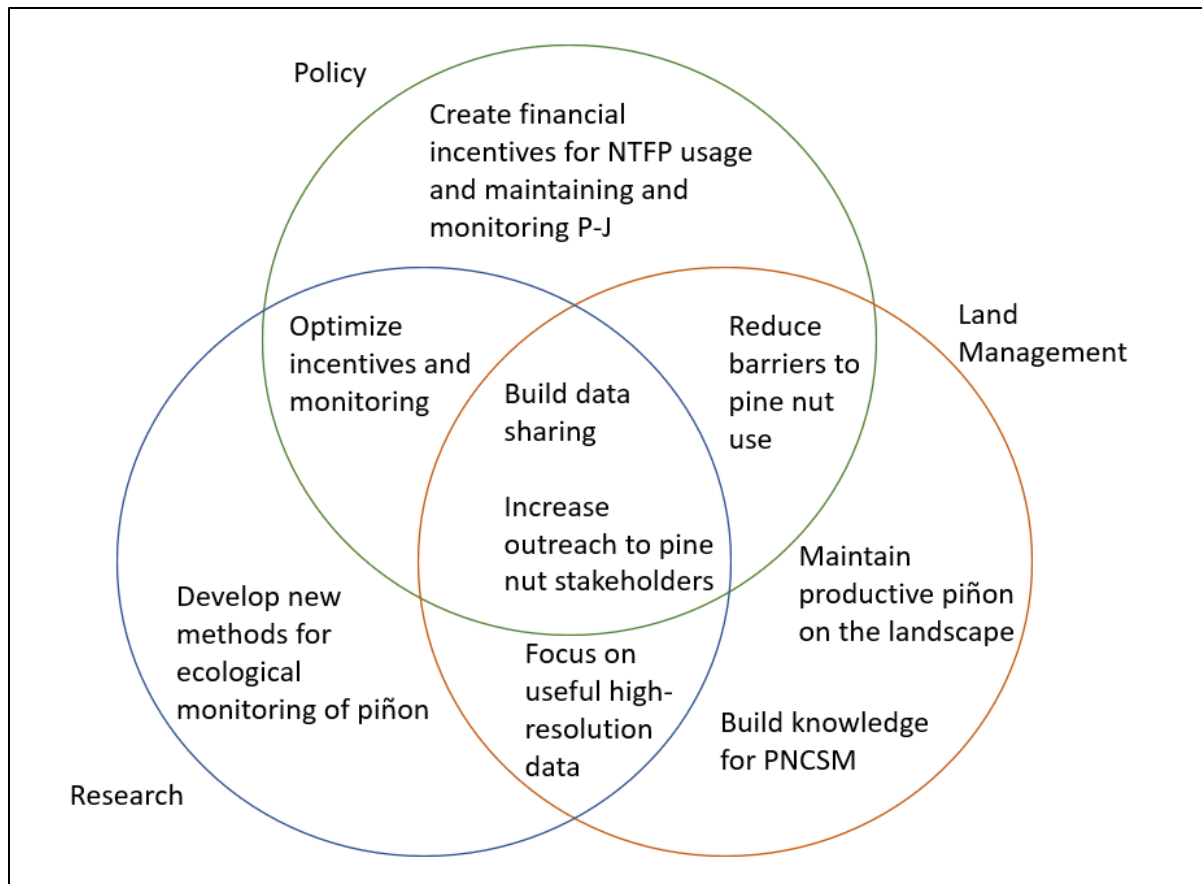 Policy
Create financial
incentives for NTFP usage
and maintaining and
monitoring P-J
Optimize
incentives and
monitoring
Build data
sharing
Reduce
barriers to
pine nut
use
Land
Management
Increase
outreach to pine
nut stakeholders
Maintain
productive piñon
on the landscape
Develop new
methods for
ecological
monitoring of piñon
Focus on
useful high-
resolution
data
Build knowledge
for PNCSM
Research